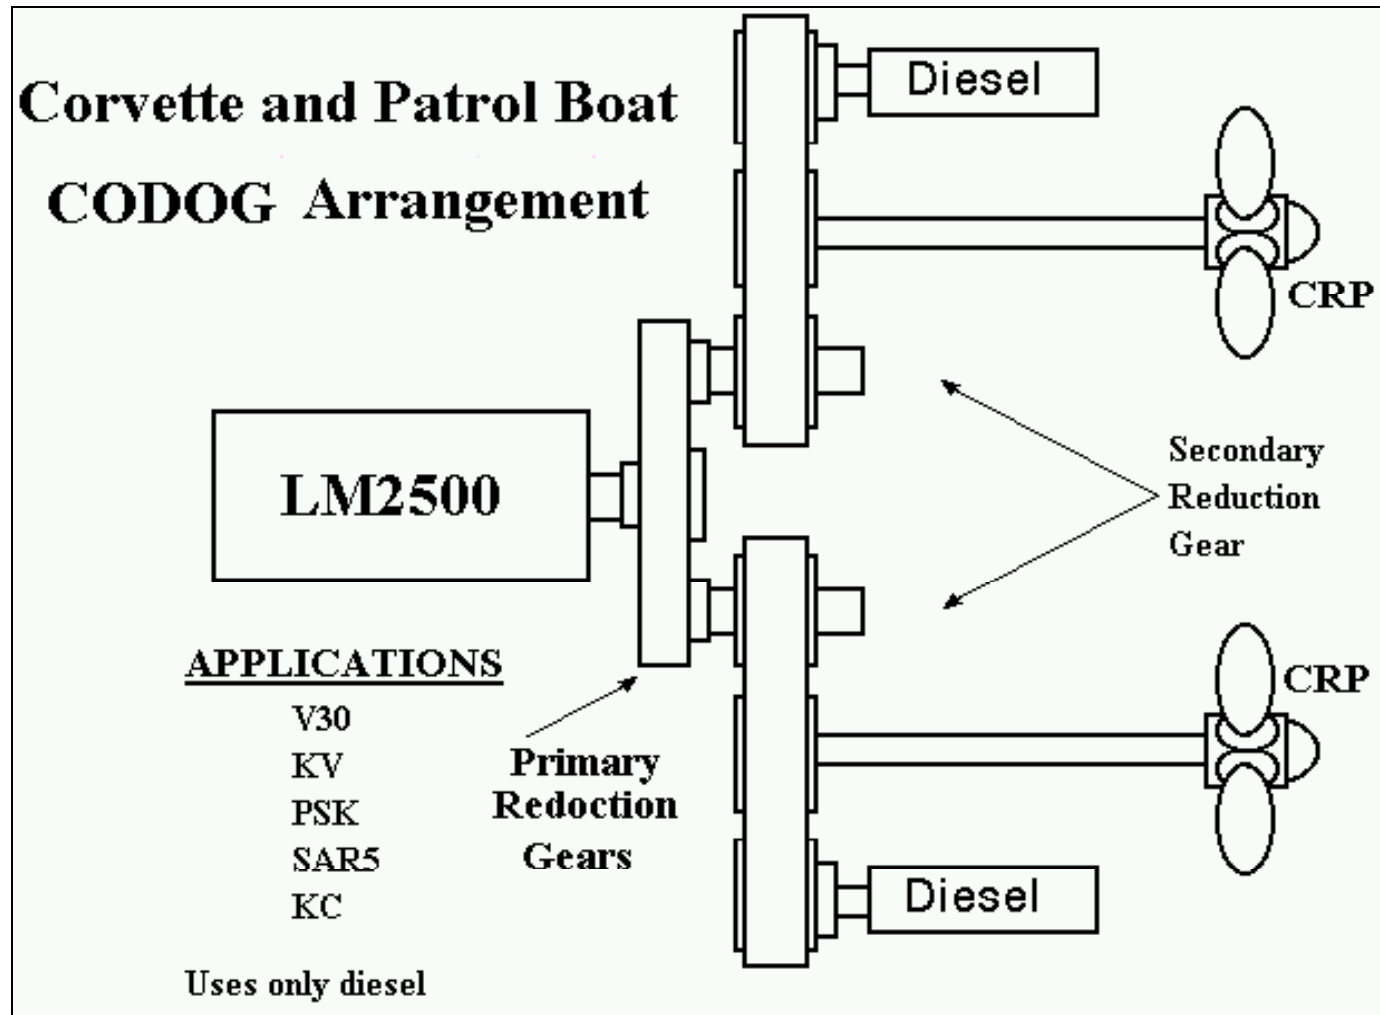 Corvette and Patrol Boat
CODOG Arrangement
Diesel
CRP
LM2500
Secondary
Reduction
Gear
APPLICATIONS
V30
KV
PSK
SAR5
KC
Uses only diesel
Primary
Redoction
Gears
CRP
Diesel